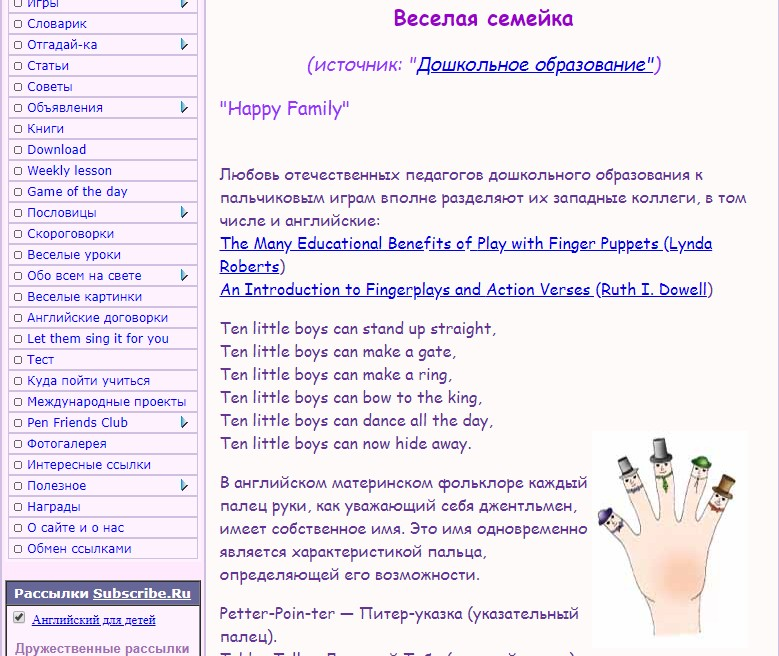 Игры
Словарик
Отгадай-ка
Статьи
Советы
Объявления
Книги
Download
Weekly lesson
Game of the day
Пословицы
Скороговорки
Веселые уроки
Обо всем на свете
Веселые картинки
Английские договорки
Let them sing it for you
Тест
Куда пойти учиться
Международные проекты
Pen Friends Club
Фотогалерея
Интересные ссылки
Полезное
Награды
О сайте и о нас
Обмен ссылками
Рассылки Subscribe.Ru
Английский для детей
Дружественные рассылки
Веселая семейка
(источник: "Дошкольное образование")
"Happy Family"
Любовь отечественных педагогов дошкольного образования к
пальчиковым играм вполне разделяют их западные коллеги, в том
числе и английские:
The Many Educational Benefits of Play with Finger Puppets (Lynda
Roberts)
An Introduction to Fingerplays and Action Verses (Ruth I. Dowell)
Ten little boys can stand up straight,
Ten little boys can make a gate,
Ten little boys can make a ring,
Ten little boys can bow to the king,
Ten little boys can dance all the day,
Ten little boys can now hide away.
В английском материнском фольклоре каждый
палец руки, как уважающий себя джентльмен,
имеет собственное имя. Это имя одновременно
является характеристикой пальца,
определяющей его возможности.
Petter-Poin-ter — Питер-указка (указательный
палец).